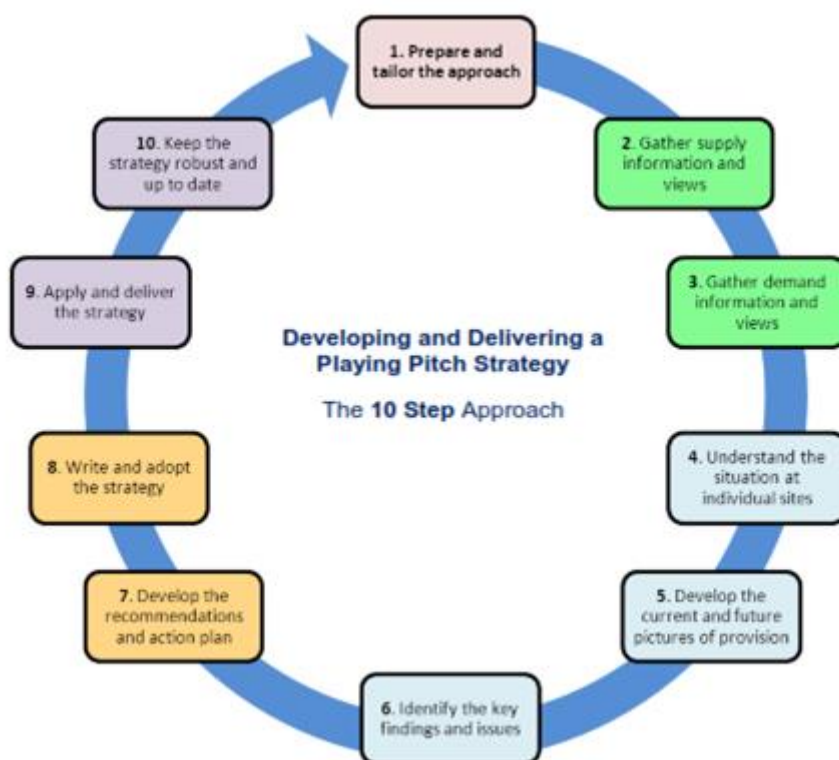 1. Prepare and
tailor the approach
2. Gather supply
information and
views
3. Gather demand
information and
views
4. Understand the
situation at
individual sites
5. Develop the
current and future
pictures of provision
6. Identify the key
findings and issues
7. Develop the
recommendations
and action plan
8. Write and adopt
the strategy
9. Apply and deliver
the strategy
10. Keep the
strategy robust and
up to date
Developing and Delivering a
Playing Pitch Strategy
The 10 Step Approach